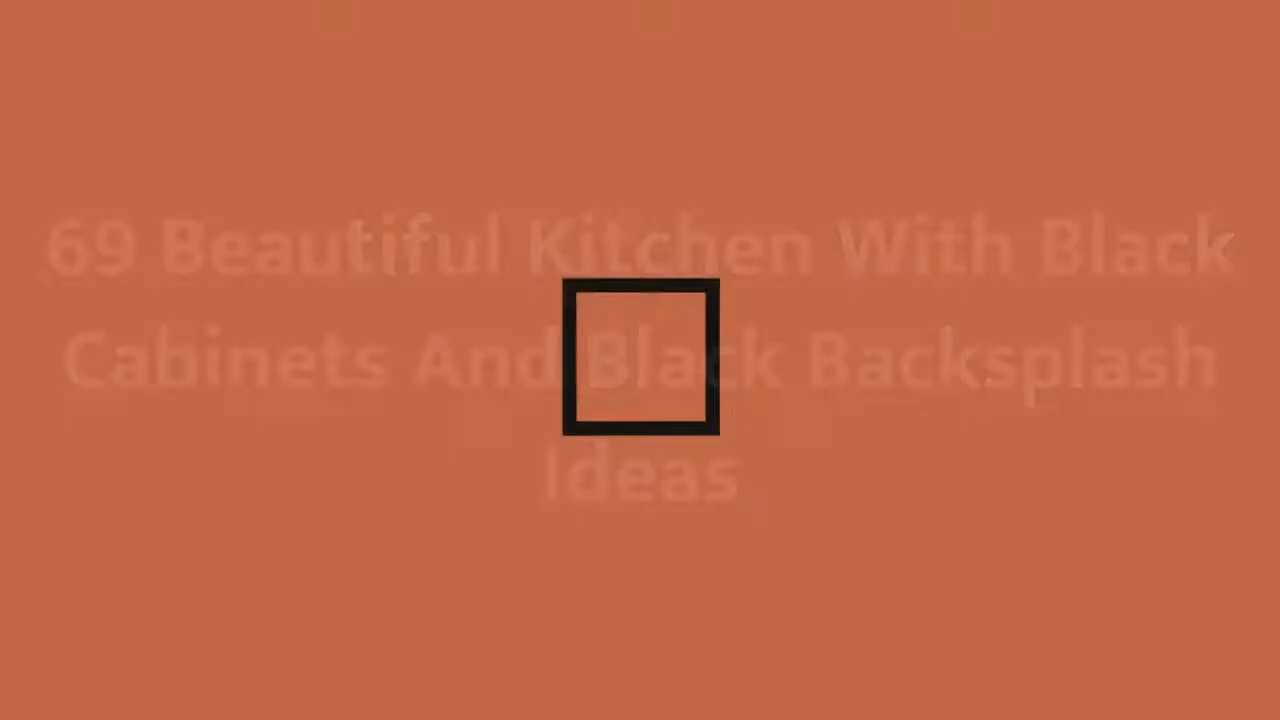 69 Beautiful Kitchen With Black
Cabinets And Black Backsplash
Ideas